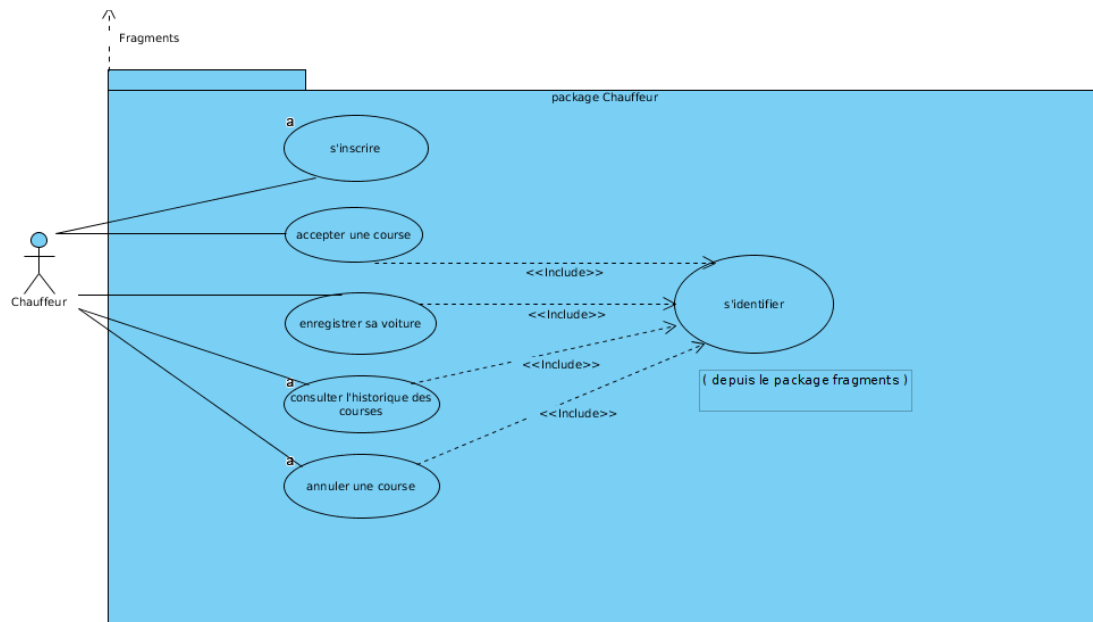 Fragments
package Chauffeur
a
s'inscrire
accepter une course
<<Include>>
Chauffeur
enregistrer sa voiture
<<Include>>
s'identifier
a
consulter l'historique des
courses
<<Include>>
( depuis le package fragments )
<<Include>>
a
annuler une course